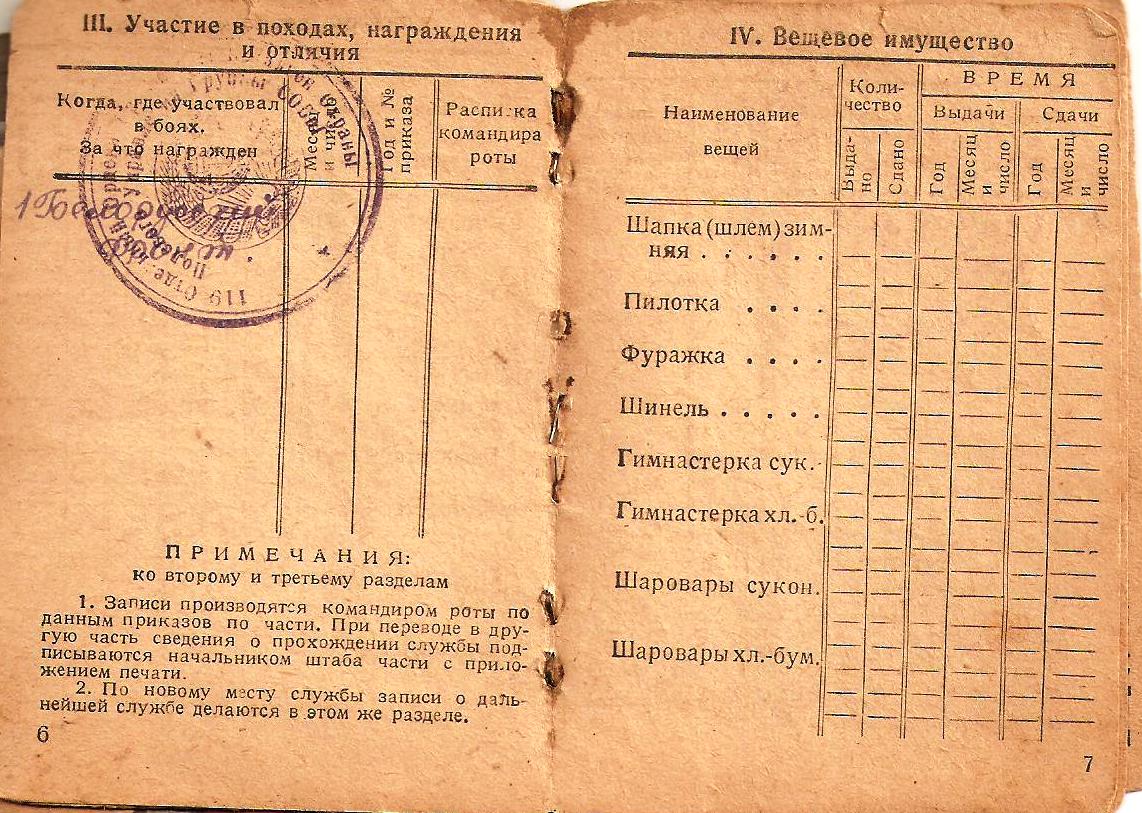 III. Участие в походах, награждения
и отличия
Когда, где участвовал
в боях.
За что награжден
Месяц
и число
Год и №
приказа
Расписка
командира
роты
119 Отде
Полевого
охраны
Группы
ПРИМЕЧАНИЯ:
ко второму и третьему разделам
1. Записи производятся командиром роты по
данным приказов по части. При переводе в дру-
гую часть сведения о прохождении службы под-
писываются начальником штаба части с прило-
жением печати.
2. По новому месту службы записи о даль-
нейшей службе делаются в этом же разделе.
6
IV. Вещевое имущество
Наименование
вещей
Коли-
чество
ВРЕМЯ
Выдачи
Сдачи
Выда-
но
Сдано
Год
Месяц
и
число
Год
Месяц
и
число
Шапка (шлем) зим-
няя . . . . . .
Пилотка . . . .
Фуражка . . . .
Шинель . . . . .
Гимнастерка сук.
Гимнастерка хл.-б.
Шаровары сукон.
Шаровары хл.-бум.
7